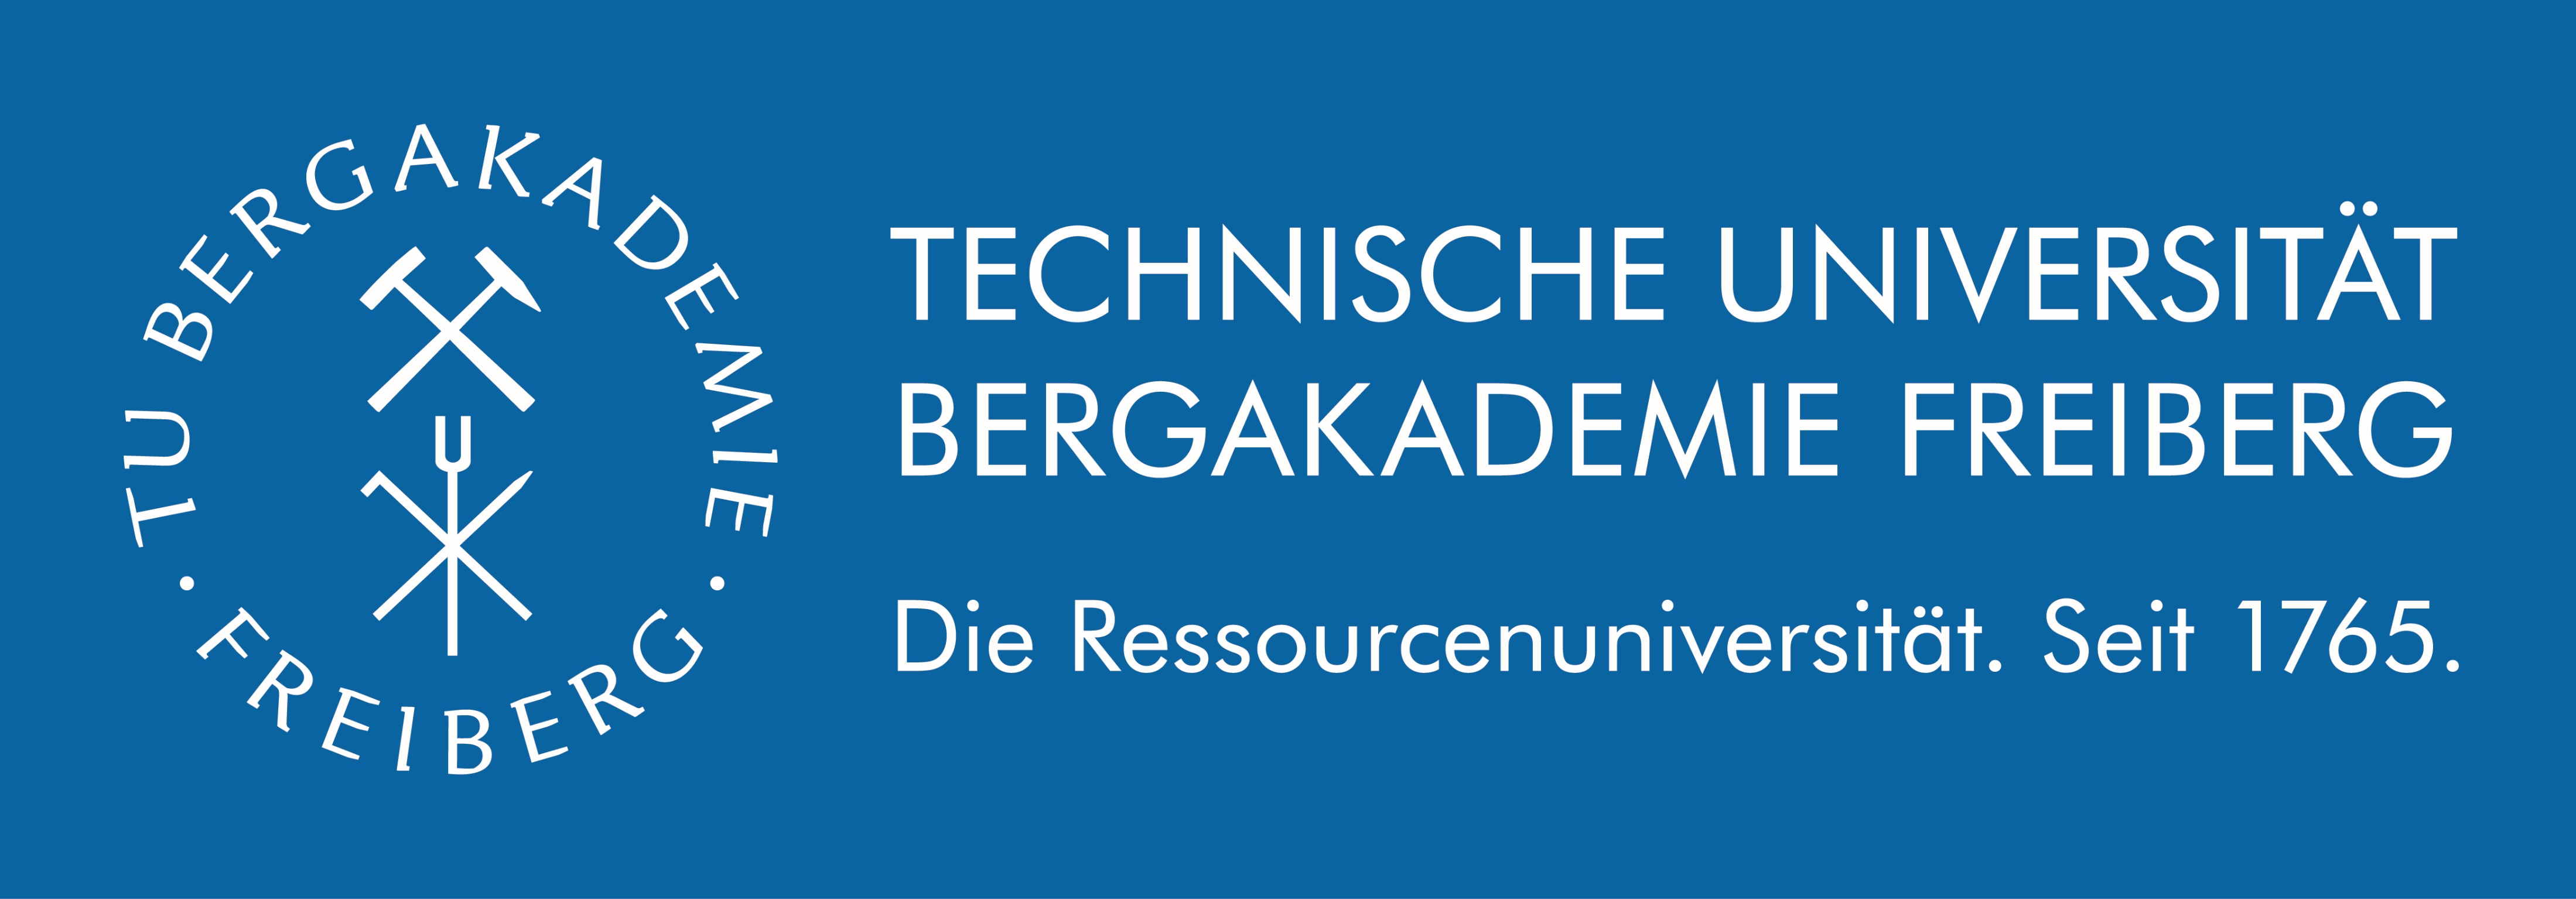 TU BERGAKADEMIE
· FREIBERG ·
TECHNISCHE UNIVERSITÄT
BERGAKADEMIE FREIBERG
Die Ressourcenuniversität. Seit 1765.